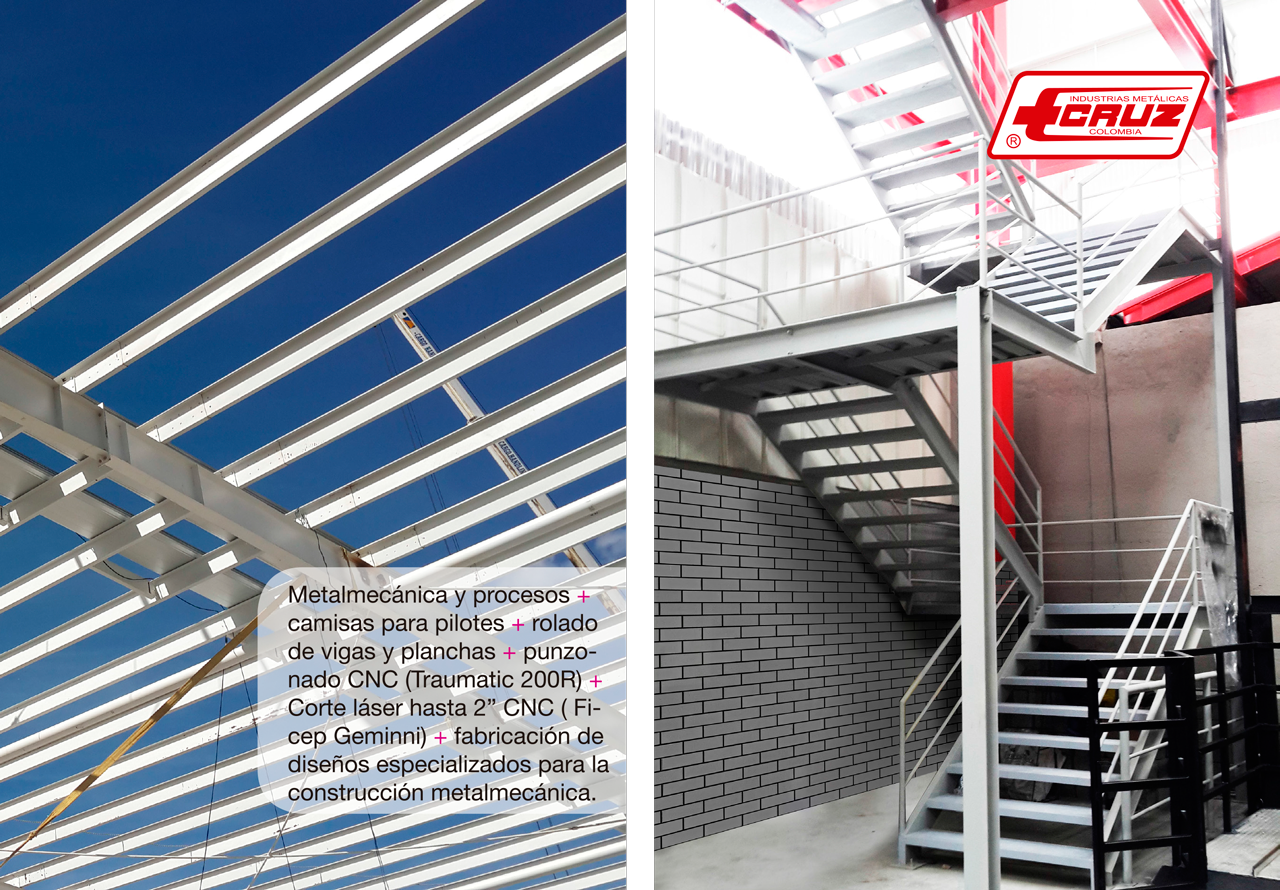 Metalmecánica y procesos +
camisas para pilotes + rolado
de vigas y planchas + punzo-
nado CNC (Traumatic 200R) +
Corte láser hasta 2” CNC ( Fi-
cep Geminni) + fabricación de
diseños especializados para la
construcción metalmecánica.
INDUSTRIAS METÁLICAS
CRUZ
COLOMBIA
®